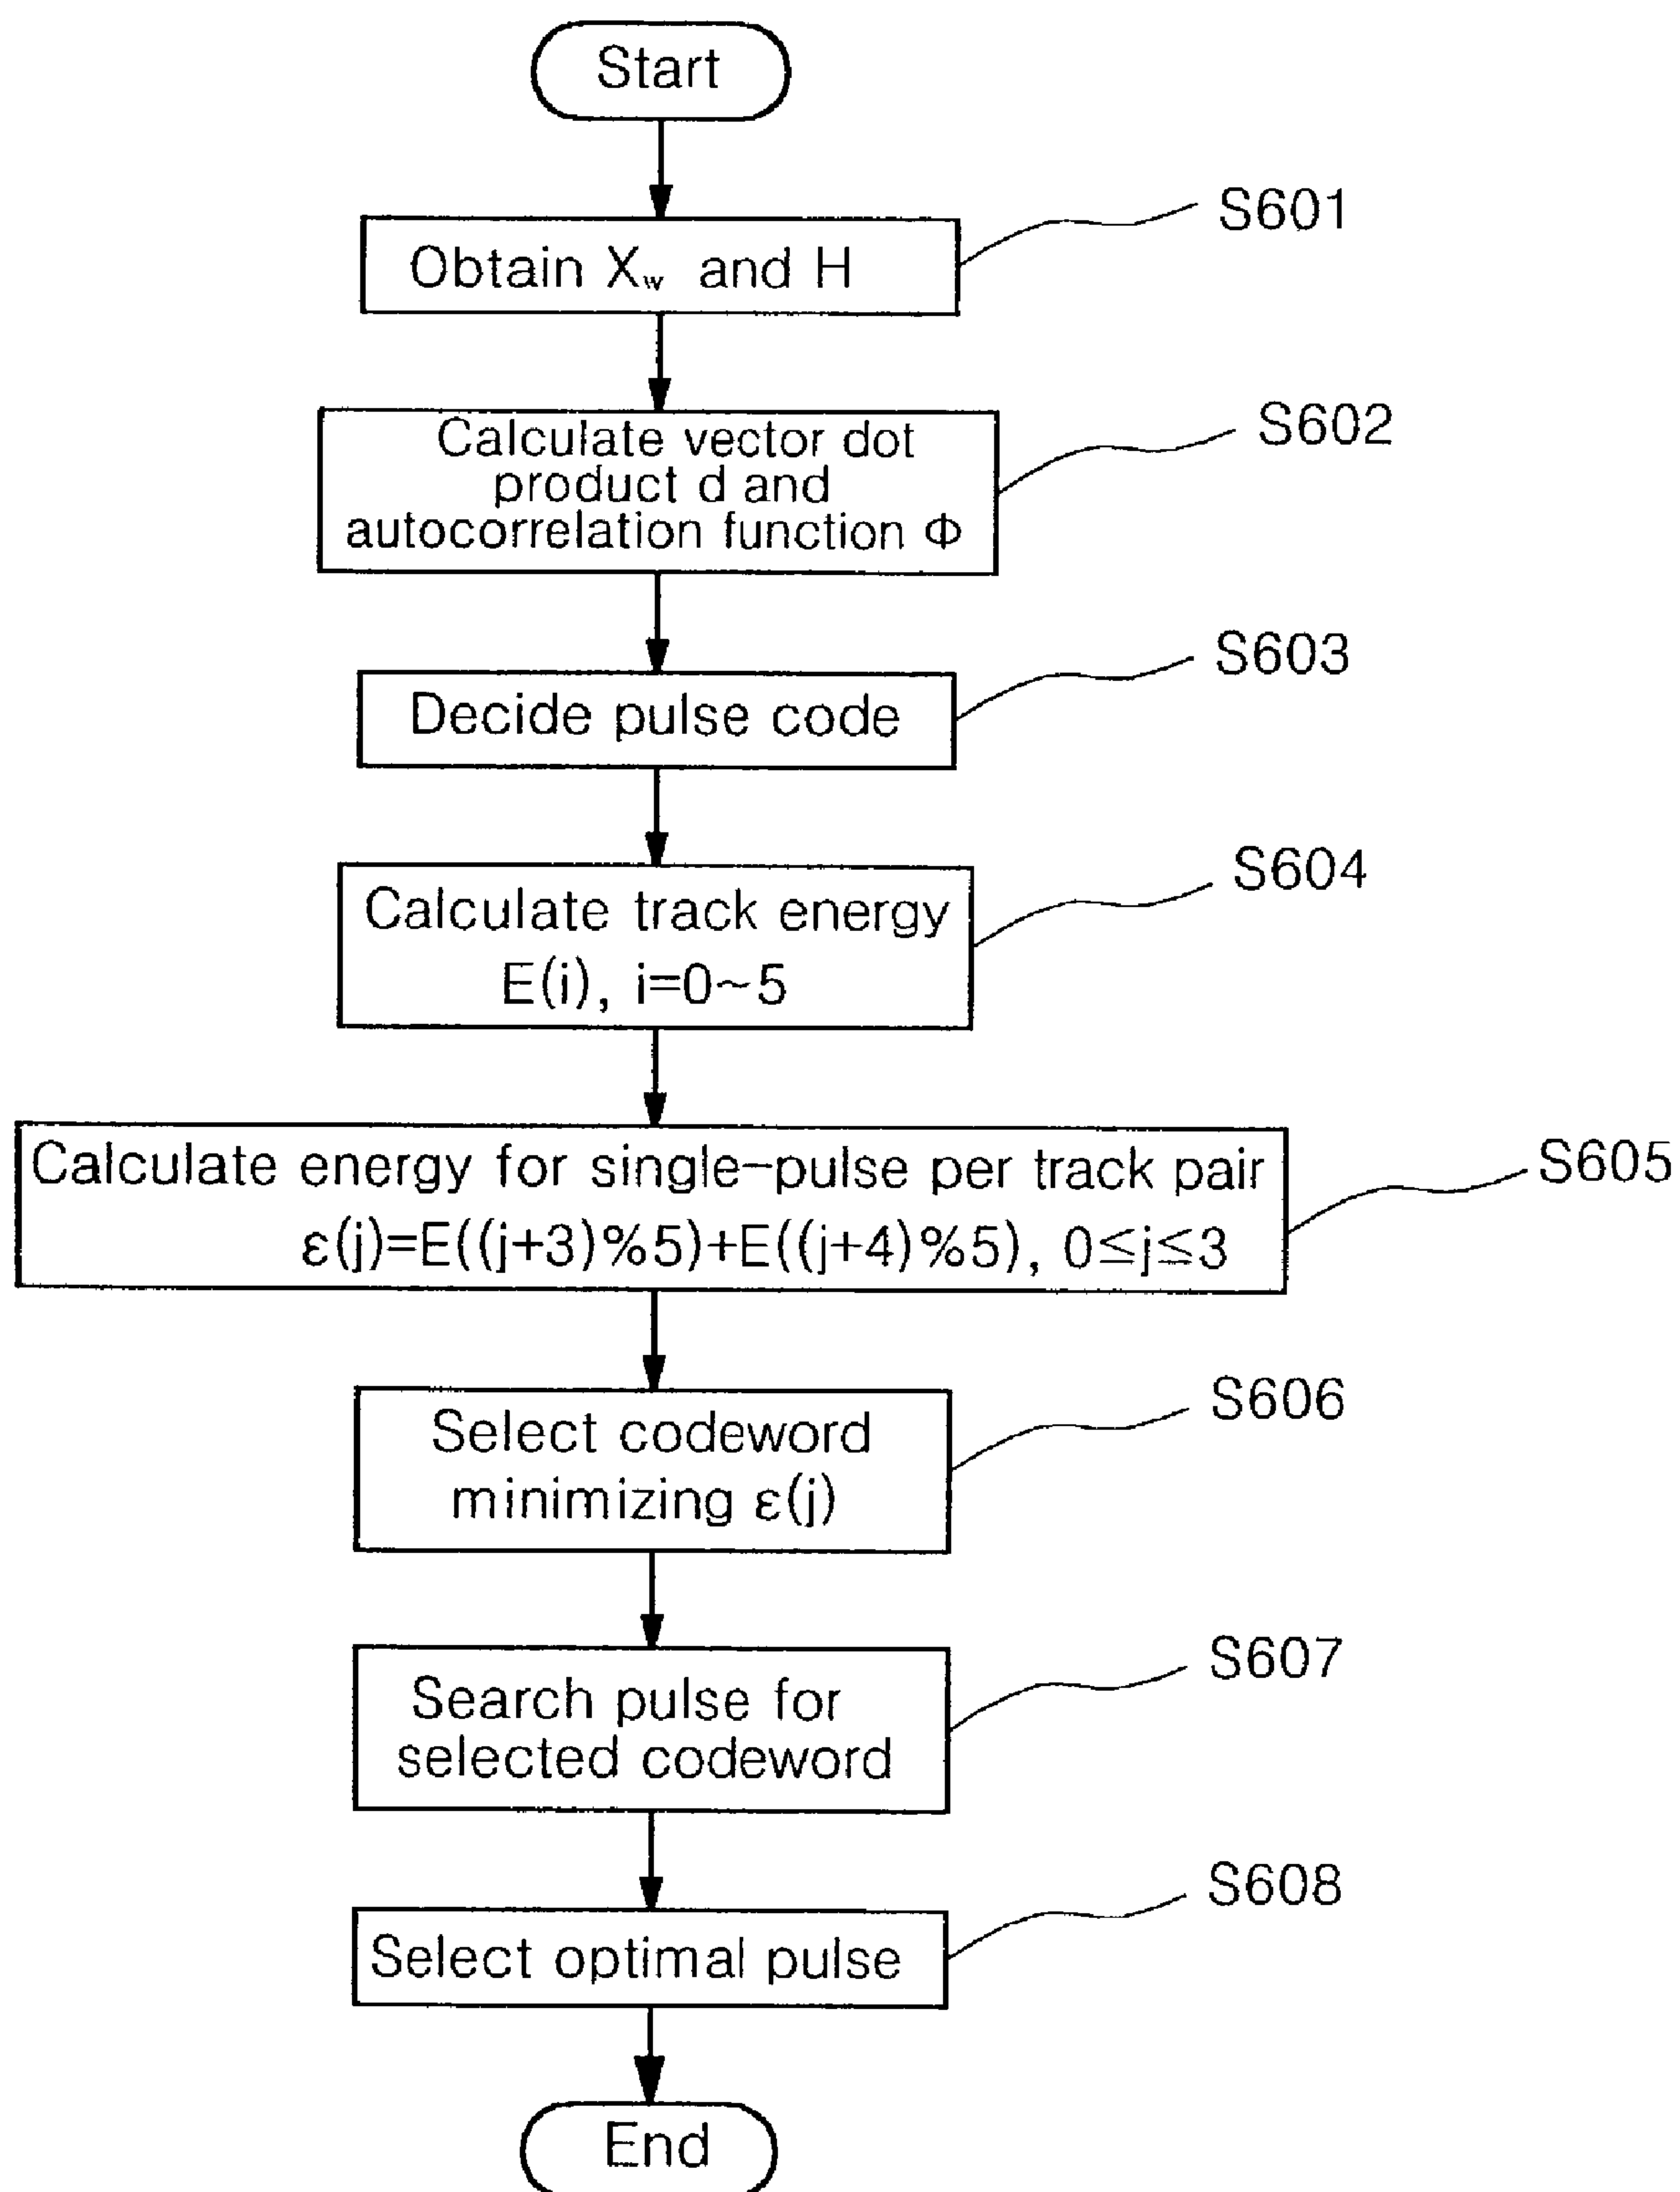 Start
S601
Obtain Xw and H
S602
Calculate vector dot
product d and
autocorrelation function Φ
S603
Decide pulse code
S604
Calculate track energy
E(i), i=0~5
S605
Calculate energy for single-pulse per track pair
ε(j)=E((j+3)%5)+E((j+4)%5), 0≤j≤3
S606
Select codeword
minimizing ε(j)
S607
Search pulse for
selected codeword
S608
Select optimal pulse
End